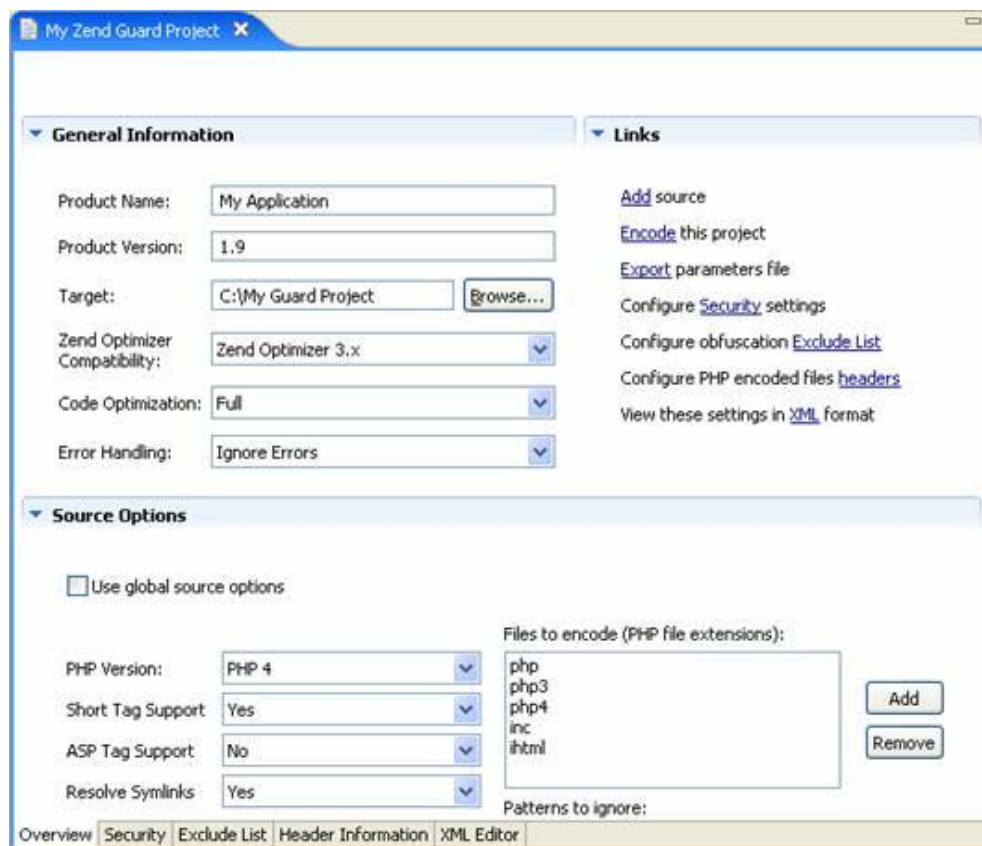 My Zend Guard Project
General Information
Product Name: My Application
Product Version: 1.9
Target: C:\My Guard Project Browse...
Zend Optimizer
Compatibility: Zend Optimizer 3.x
Code Optimization: Full
Error Handling: Ignore Errors
Links
Add source
Encode this project
Export parameters file
Configure Security settings
Configure obfuscation Exclude List
Configure PHP encoded files headers
View these settings in XML format
Source Options
Use global source options
PHP Version: PHP 4
Short Tag Support Yes
ASP Tag Support No
Resolve Symlinks Yes
Files to encode (PHP file extensions):
php
php3
php4
inc
ihtml
Add
Remove
Patterns to ignore:
Overview Security Exclude List Header Information XML Editor